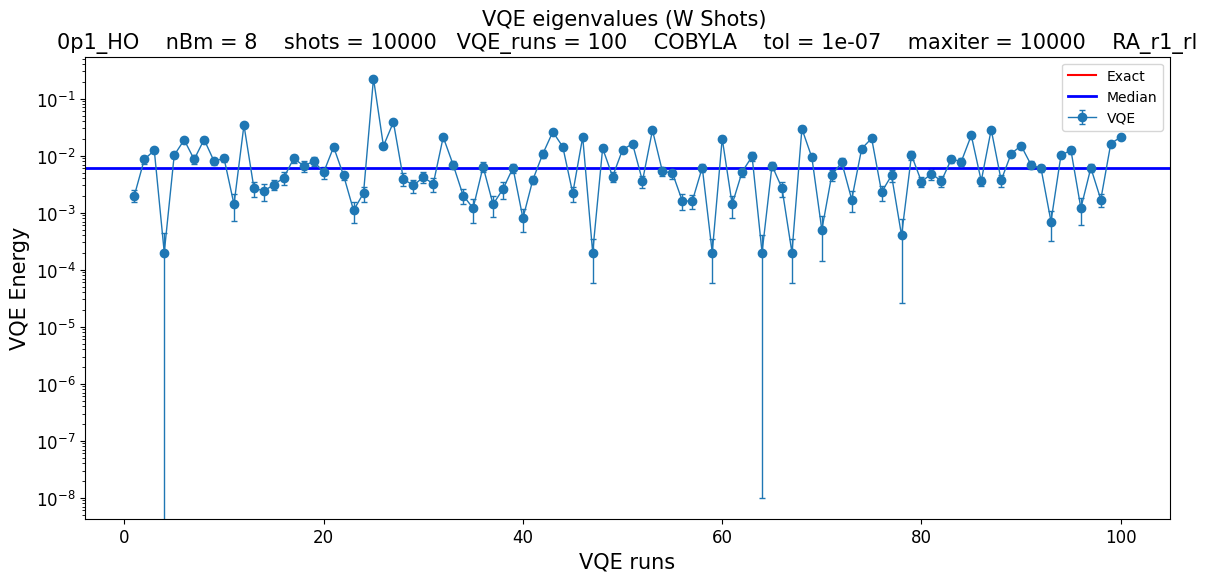 VQE eigenvalues (W Shots)
0p1_HO    nBm = 8    shots = 10000   VQE_runs = 100    COBYLA    tol = 1e-07    maxiter = 10000    RA_r1_rl
Exact
Median
VQE
VQE Energy
10⁻¹
10⁻²
10⁻³
10⁻⁴
10⁻⁵
10⁻⁶
10⁻⁷
10⁻⁸
0 20 40 60 80 100
VQE runs